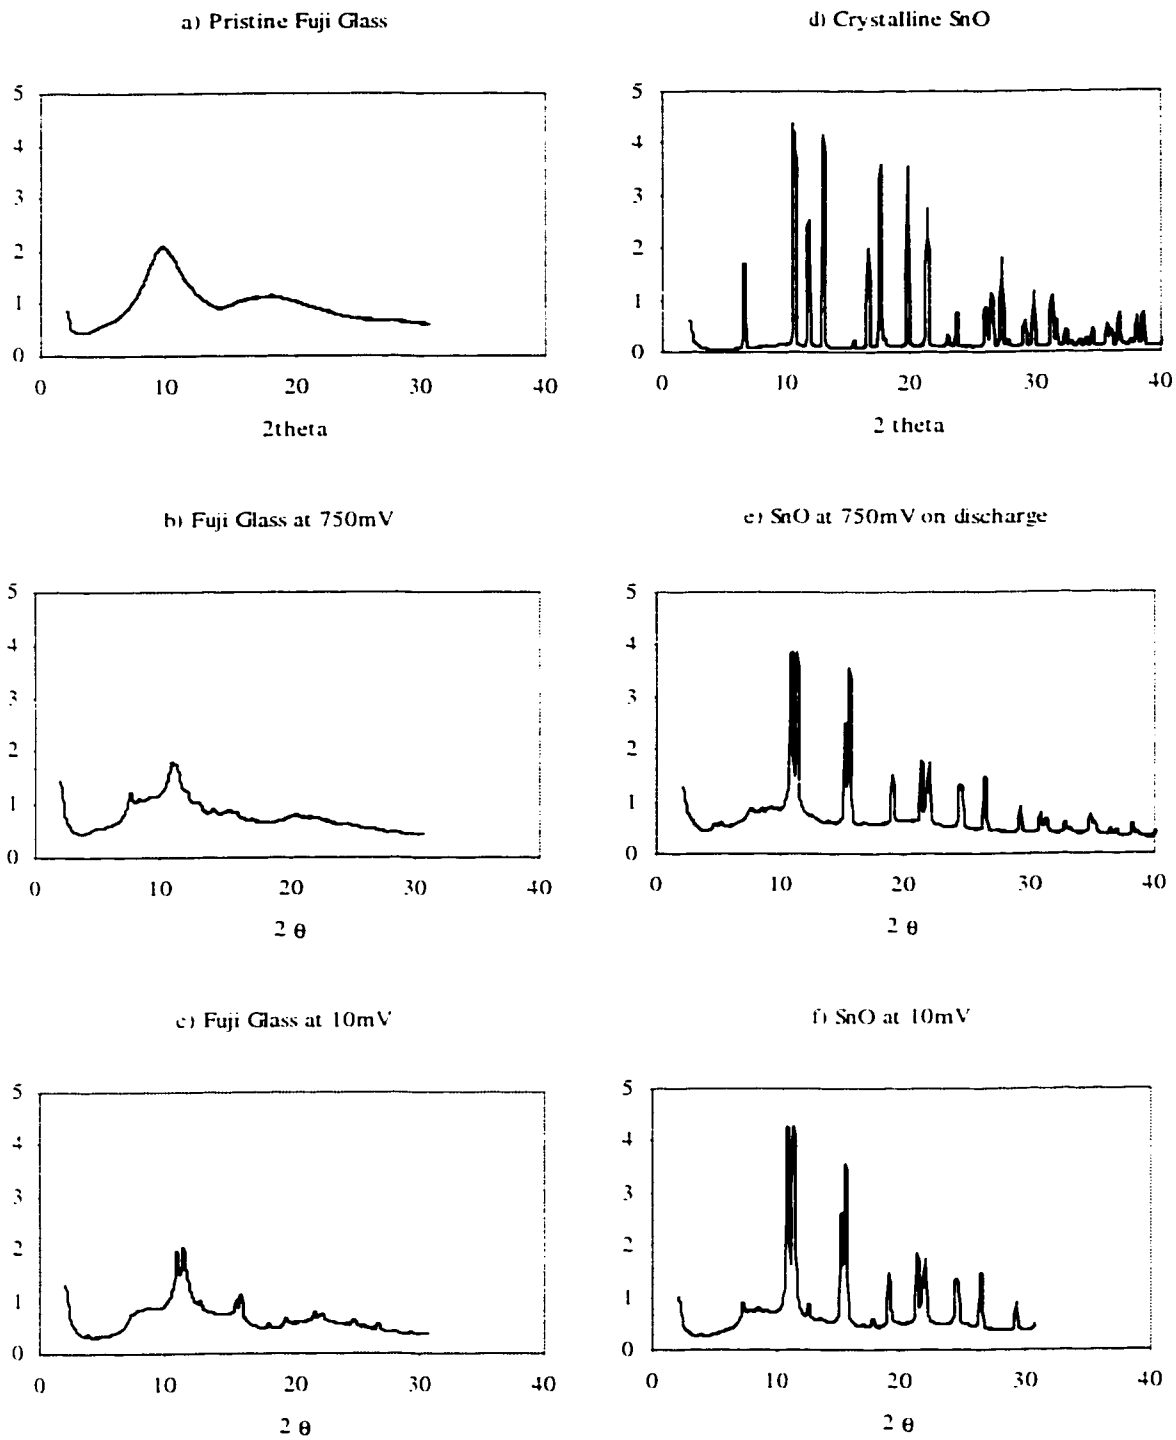 a) Pristine Fuji Glass
5
4
3
2
1
0
0 10 20 30 40
2theta
d) Crystalline SnO
5
4
3
2
1
0
0 10 20 30 40
2 theta
b) Fuji Glass at 750mV
5
4
3
2
1
0
0 10 20 30 40
2 θ
e) SnO at 750mV on discharge
5
4
3
2
1
0
0 10 20 30 40
2 θ
c) Fuji Glass at 10mV
5
4
3
2
1
0
0 10 20 30 40
2 θ
f) SnO at 10mV
5
4
3
2
1
0
0 10 20 30 40
2 θ